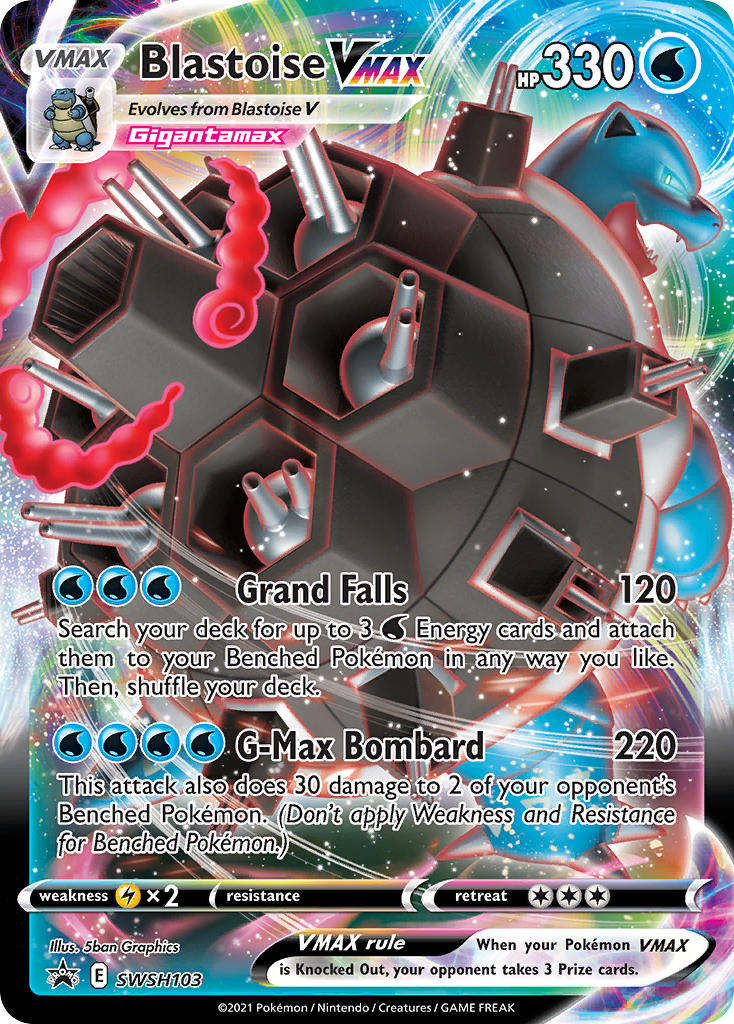 VMAX
Blastoise VMAX
HP 330
Evolves from Blastoise V
Gigantamax
Grand Falls 120
Search your deck for up to 3 Energy cards and attach
them to your Benched Pokémon in any way you like.
Then, shuffle your deck.
G-Max Bombard 220
This attack also does 30 damage to 2 of your opponent's
Benched Pokémon. (Don't apply Weakness and Resistance
for Benched Pokémon.)
weakness ×2 resistance retreat
Illus. 5ban Graphics
E SWSH103
VMAX rule When your Pokémon VMAX
is Knocked Out, your opponent takes 3 Prize cards.
©2021 Pokémon / Nintendo / Creatures / GAME FREAK